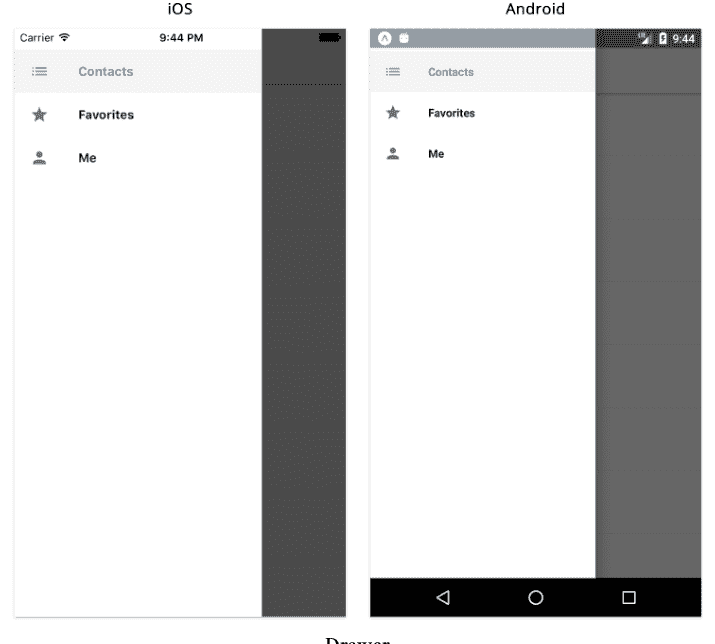 iOS
Android
Carrier 9:44 PM
9:44
Contacts
Favorites
Me
Contacts
Favorites
Me
Drawer